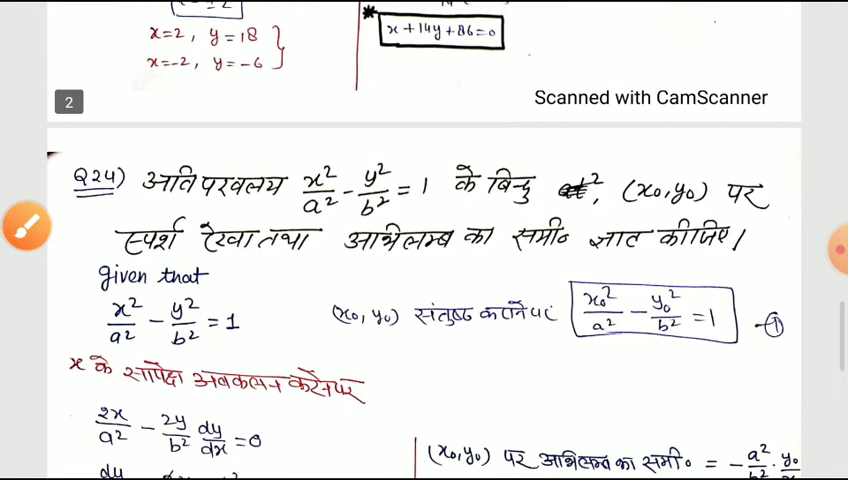 x=2, y=18
x=-2, y=-6
x+14y+86=0
2
Scanned with CamScanner
Q24) अतिपरवलय x²/a² - y²/b² = 1 के बिन्दु (x₀,y₀) पर
स्पर्श रेखा तथा अभिलम्ब का समी० ज्ञात कीजिए।
given that
x²/a² - y²/b² = 1
(x₀, y₀) संतुष्ट करने पर x₀²/a² - y₀²/b² = 1 - ①
x के सापेक्ष अवकलन करने पर
2x/a² - 2y/b² dy/dx = 0
(x₀,y₀) पर अभिलम्ब का समी० = - a²/b² . y₀
dy